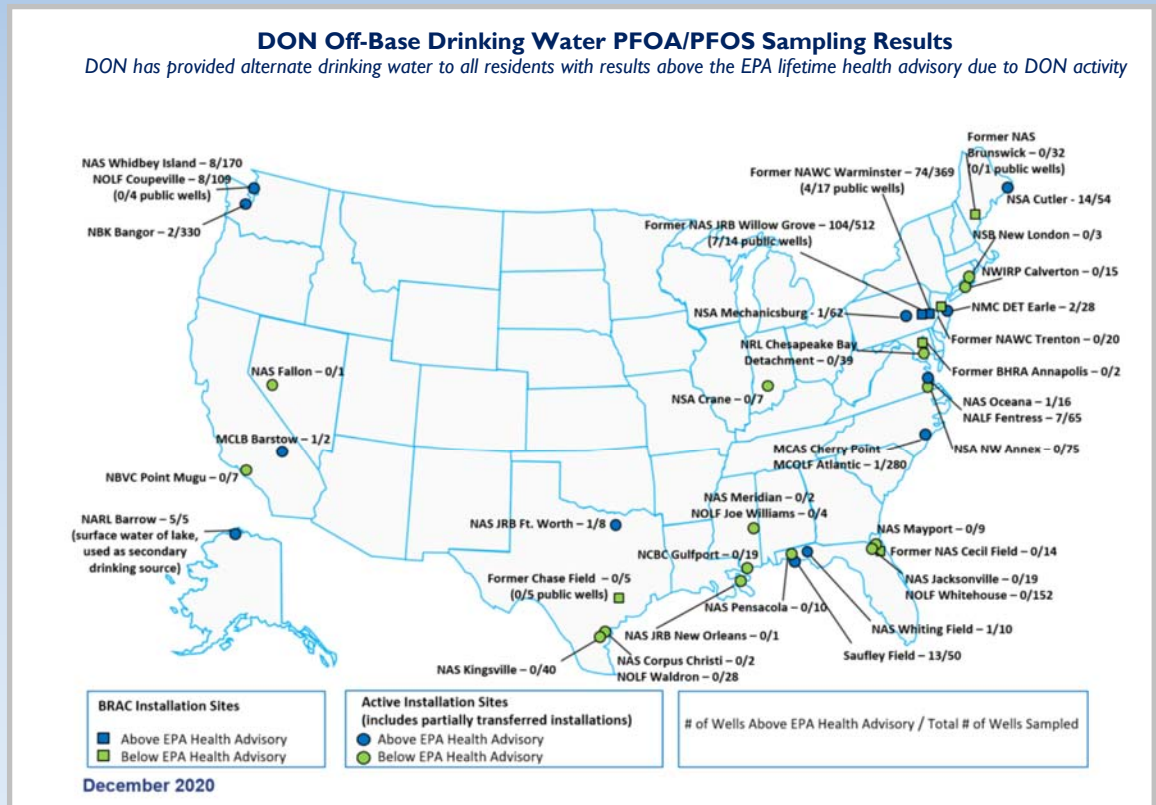 DON Off-Base Drinking Water PFOA/PFOS Sampling Results
DON has provided alternate drinking water to all residents with results above the EPA lifetime health advisory due to DON activity
NAS Whidbey Island – 8/170
NOLF Coupeville – 8/109
(0/4 public wells)
NBK Bangor – 2/330
Former NAS
Brunswick – 0/32
(0/1 public wells)
Former NAWC Warminster – 74/369
(4/17 public wells)
NSA Cutler - 14/54
Former NAS JRB Willow Grove – 104/512
(7/14 public wells)
NSB New London – 0/3
NWIRP Calverton – 0/15
NSA Mechanicsburg - 1/62
NMC DET Earle – 2/28
Former NAWC Trenton – 0/20
NRL Chesapeake Bay
Detachment – 0/39
Former BHRA Annapolis – 0/2
NAS Fallon – 0/1
NSA Crane – 0/7
NAS Oceana – 1/16
NALF Fentress – 7/65
MCLB Barstow – 1/2
MCAS Cherry Point
MCOLF Atlantic – 1/280
NSA NW Annex – 0/75
NBVC Point Mugu – 0/7
NARL Barrow – 5/5
(surface water of lake,
used as secondary
drinking source)
NAS JRB Ft. Worth – 1/8
NAS Meridian – 0/2
NOLF Joe Williams – 0/4
NAS Mayport – 0/9
Former NAS Cecil Field – 0/14
NCBC Gulfport – 0/19
Former Chase Field – 0/5
(0/5 public wells)
NAS Jacksonville – 0/19
NOLF Whitehouse – 0/152
NAS Pensacola – 0/10
NAS JRB New Orleans – 0/1
NAS Whiting Field – 1/10
Saufley Field – 13/50
NAS Kingsville – 0/40
NAS Corpus Christi – 0/2
NOLF Waldron – 0/28
BRAC Installation Sites
Above EPA Health Advisory
Below EPA Health Advisory
Active Installation Sites
(includes partially transferred installations)
Above EPA Health Advisory
Below EPA Health Advisory
# of Wells Above EPA Health Advisory / Total # of Wells Sampled
December 2020